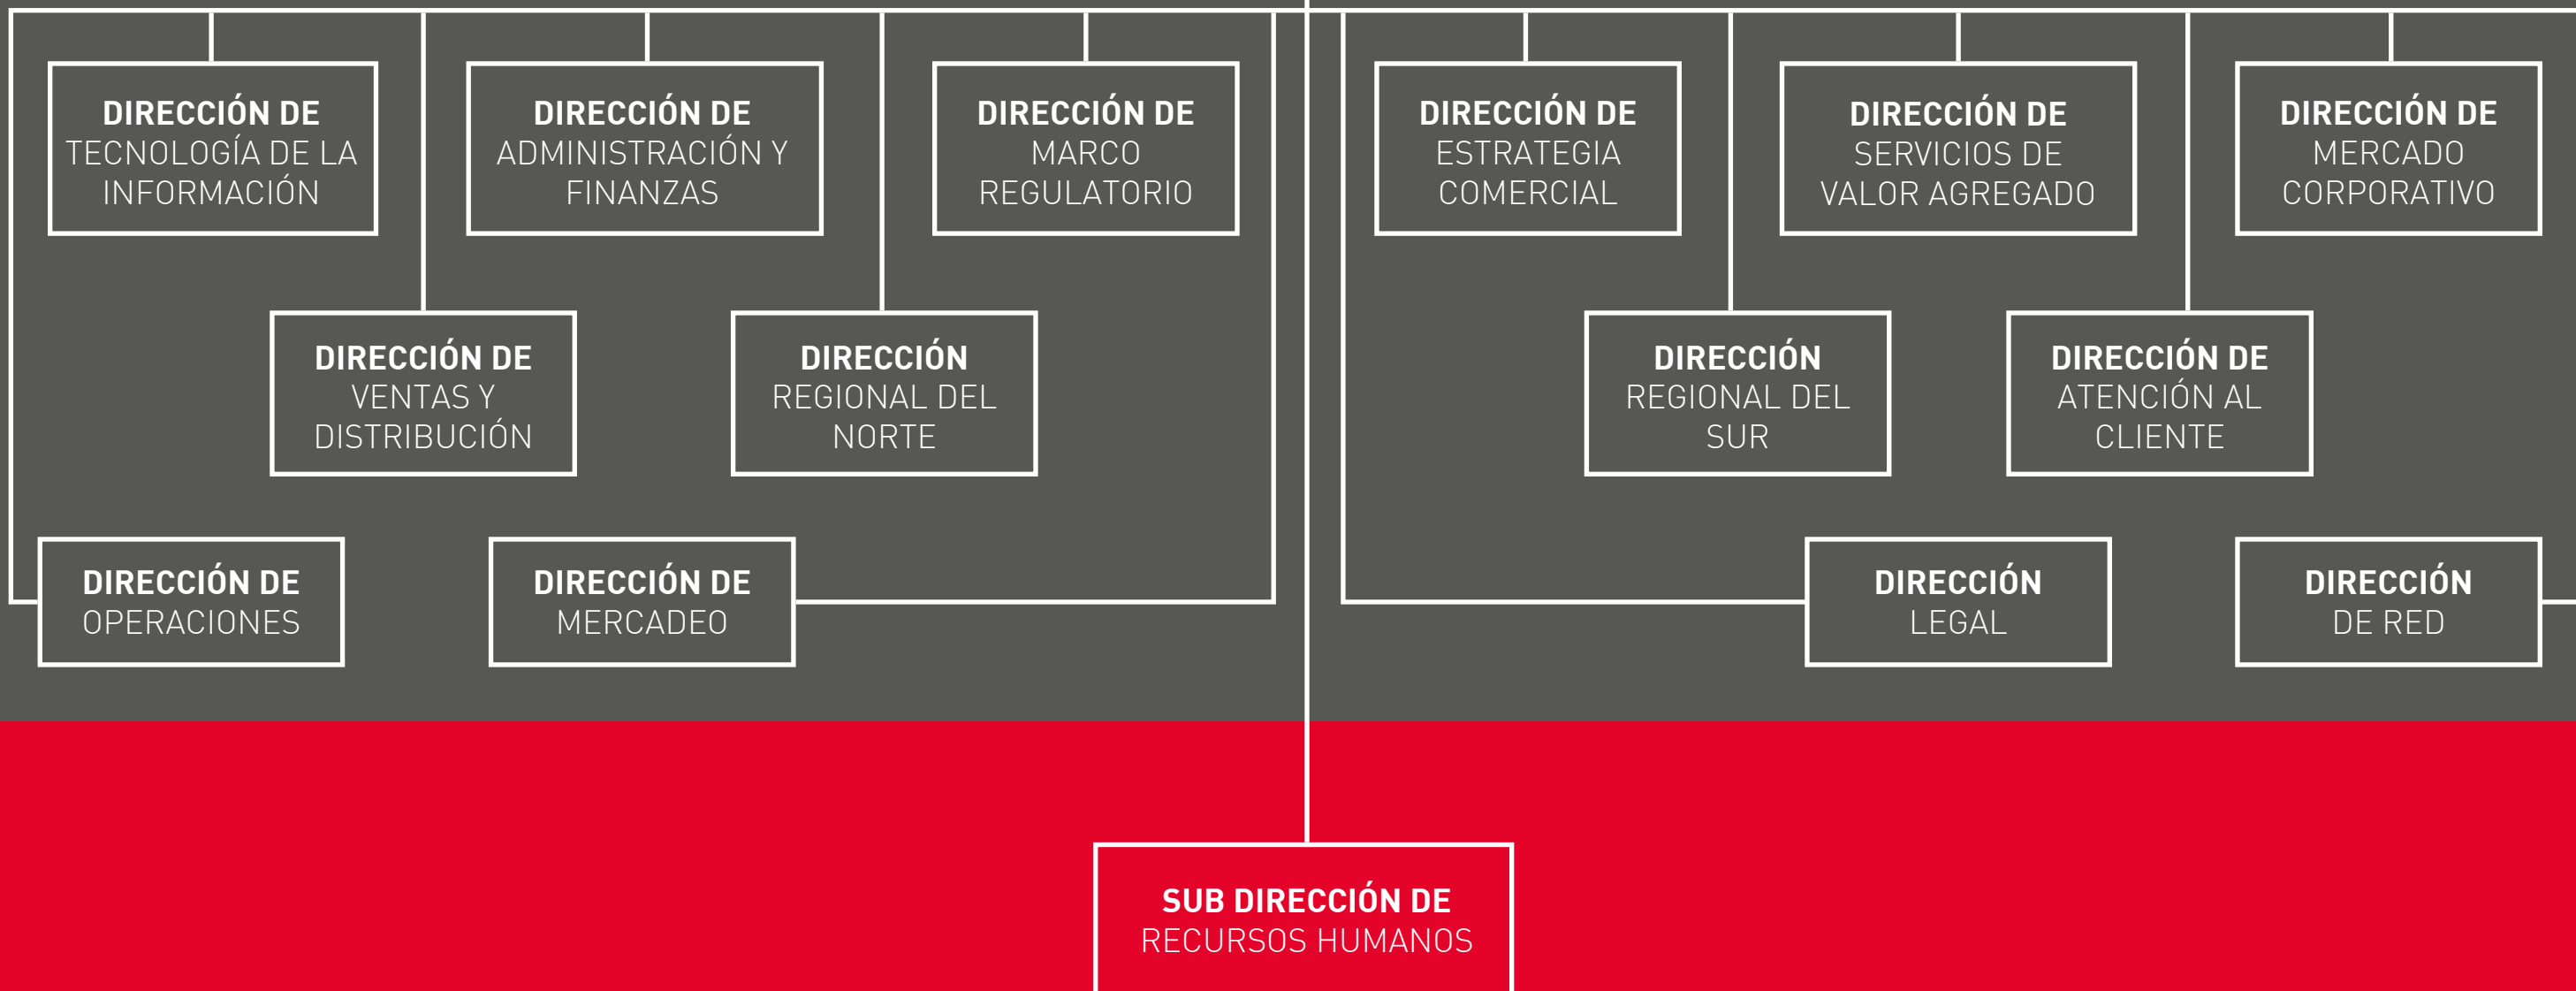 DIRECCIÓN DE
TECNOLOGÍA DE LA
INFORMACIÓN
DIRECCIÓN DE
ADMINISTRACIÓN Y
FINANZAS
DIRECCIÓN DE
MARCO
REGULATORIO
DIRECCIÓN DE
ESTRATEGIA
COMERCIAL
DIRECCIÓN DE
SERVICIOS DE
VALOR AGREGADO
DIRECCIÓN DE
MERCADO
CORPORATIVO
DIRECCIÓN DE
VENTAS Y
DISTRIBUCIÓN
DIRECCIÓN
REGIONAL DEL
NORTE
DIRECCIÓN
REGIONAL DEL
SUR
DIRECCIÓN DE
ATENCIÓN AL
CLIENTE
DIRECCIÓN DE
OPERACIONES
DIRECCIÓN DE
MERCADEO
DIRECCIÓN
LEGAL
DIRECCIÓN
DE RED
SUB DIRECCIÓN DE
RECURSOS HUMANOS